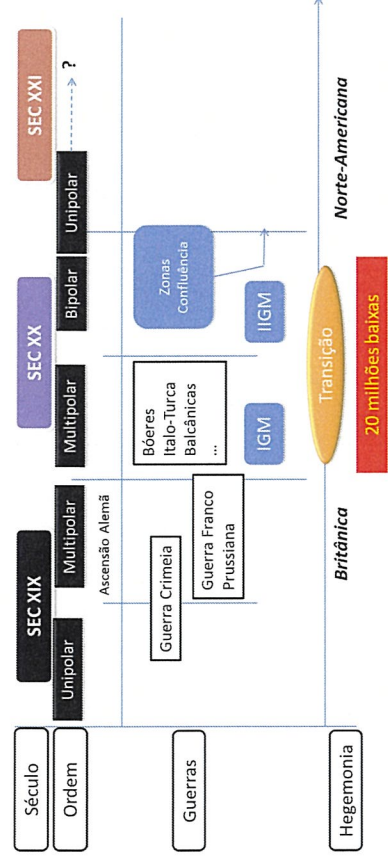 Século
SEC XIX
SEC XX
SEC XXI
Ordem
Unipolar
Multipolar
Multipolar
Bipolar
Unipolar
?
Ascensão Alemã
Guerras
Guerra Crimeia
Guerra Franco
Prussiana
Bóeres
Italo-Turca
Balcânicas
...
Zonas
Confluência
IGM
IIGM
Hegemonia
Britânica
Transição
Norte-Americana
20 milhões baixas